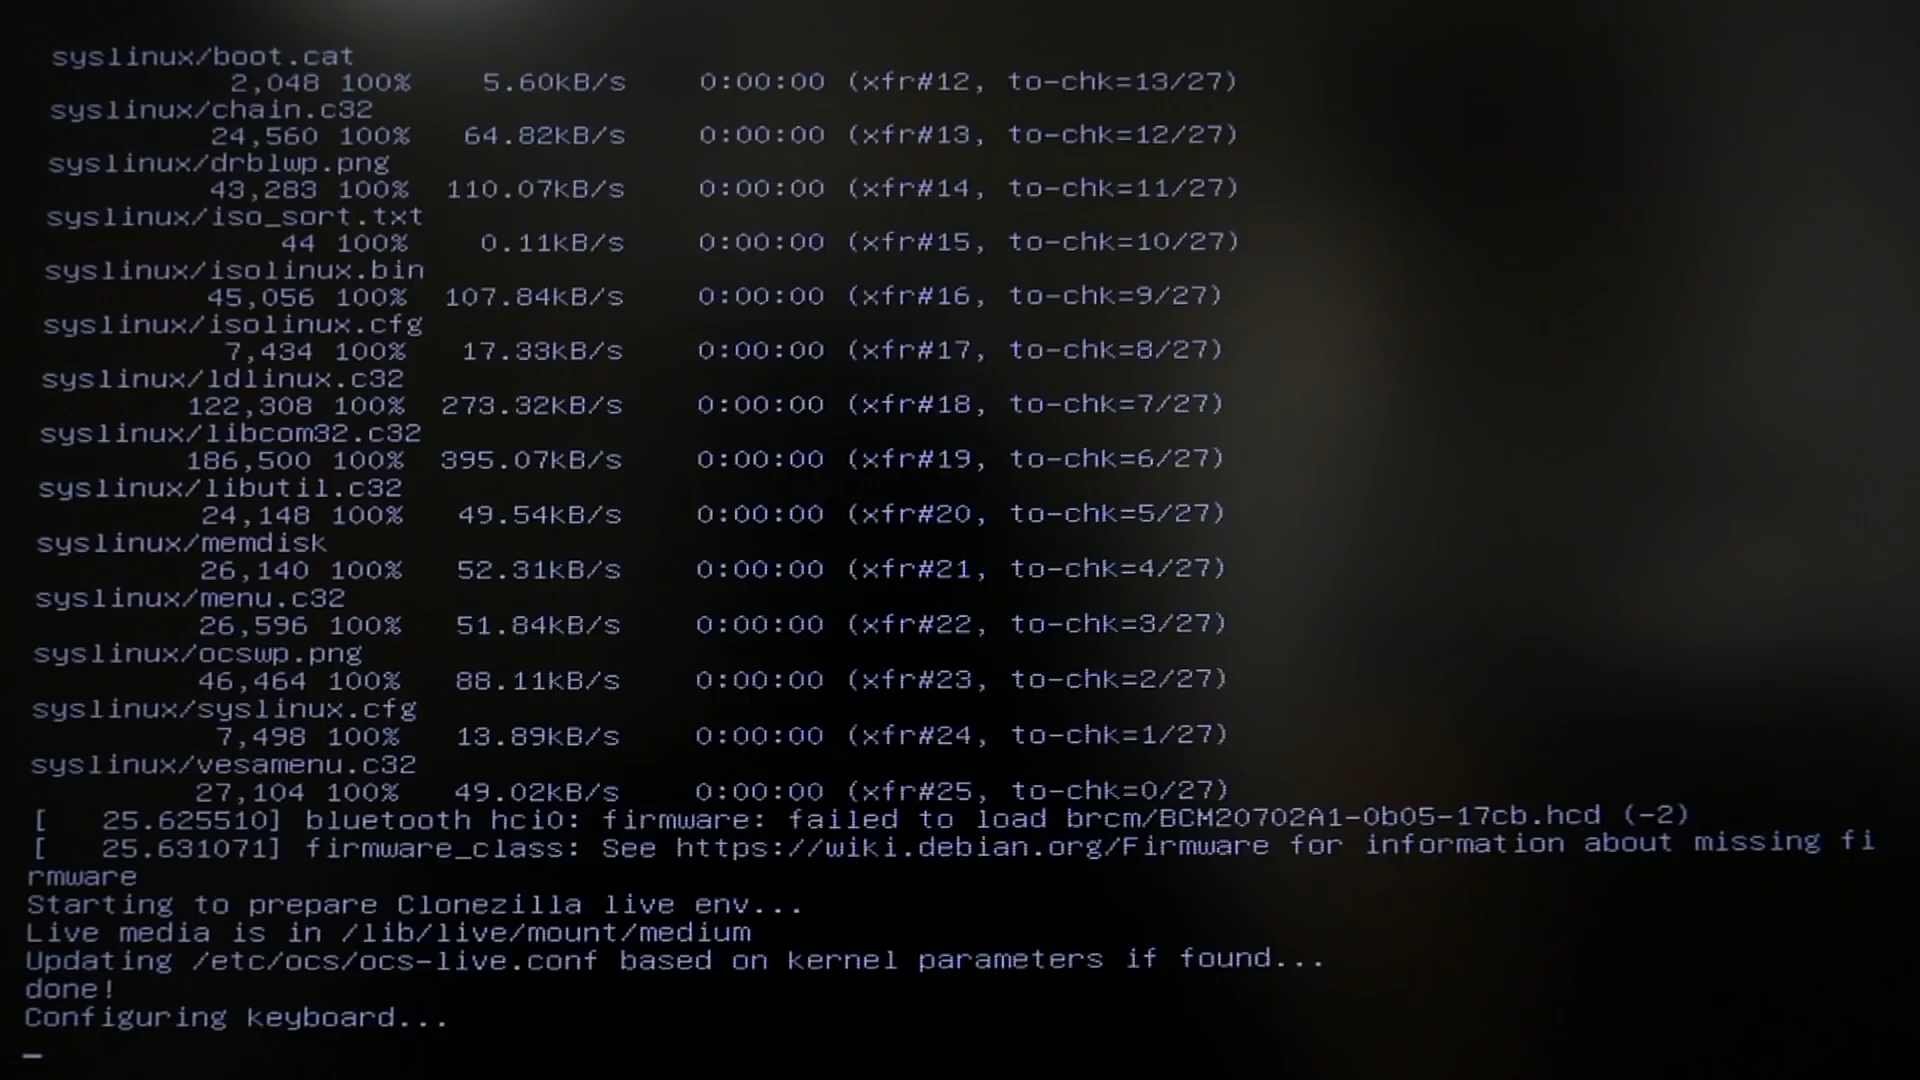 syslinux/boot.cat
2,048 100% 5.60kB/s 0:00:00 (xfr#12, to-chk=13/27)
syslinux/chain.c32
24,560 100% 64.82kB/s 0:00:00 (xfr#13, to-chk=12/27)
syslinux/drblwp.png
43,283 100% 110.07kB/s 0:00:00 (xfr#14, to-chk=11/27)
syslinux/iso_sort.txt
44 100% 0.11kB/s 0:00:00 (xfr#15, to-chk=10/27)
syslinux/isolinux.bin
45,056 100% 107.84kB/s 0:00:00 (xfr#16, to-chk=9/27)
syslinux/isolinux.cfg
7,434 100% 17.33kB/s 0:00:00 (xfr#17, to-chk=8/27)
syslinux/ldlinux.c32
122,308 100% 273.32kB/s 0:00:00 (xfr#18, to-chk=7/27)
syslinux/libcom32.c32
186,500 100% 395.07kB/s 0:00:00 (xfr#19, to-chk=6/27)
syslinux/libutil.c32
24,148 100% 49.54kB/s 0:00:00 (xfr#20, to-chk=5/27)
syslinux/memdisk
26,140 100% 52.31kB/s 0:00:00 (xfr#21, to-chk=4/27)
syslinux/menu.c32
26,596 100% 51.84kB/s 0:00:00 (xfr#22, to-chk=3/27)
syslinux/ocswp.png
46,464 100% 88.11kB/s 0:00:00 (xfr#23, to-chk=2/27)
syslinux/syslinux.cfg
7,498 100% 13.89kB/s 0:00:00 (xfr#24, to-chk=1/27)
syslinux/vesamenu.c32
27,104 100% 49.02kB/s 0:00:00 (xfr#25, to-chk=0/27)
[ 25.625510] bluetooth hci0: firmware: failed to load brcm/BCM20702A1-0b05-17cb.hcd (-2)
[ 25.631071] firmware_class: See https://wiki.debian.org/Firmware for information about missing fi
rmware
Starting to prepare Clonezilla live env...
Live media is in /lib/live/mount/medium
Updating /etc/ocs/ocs-live.conf based on kernel parameters if found...
done!
Configuring keyboard...
_